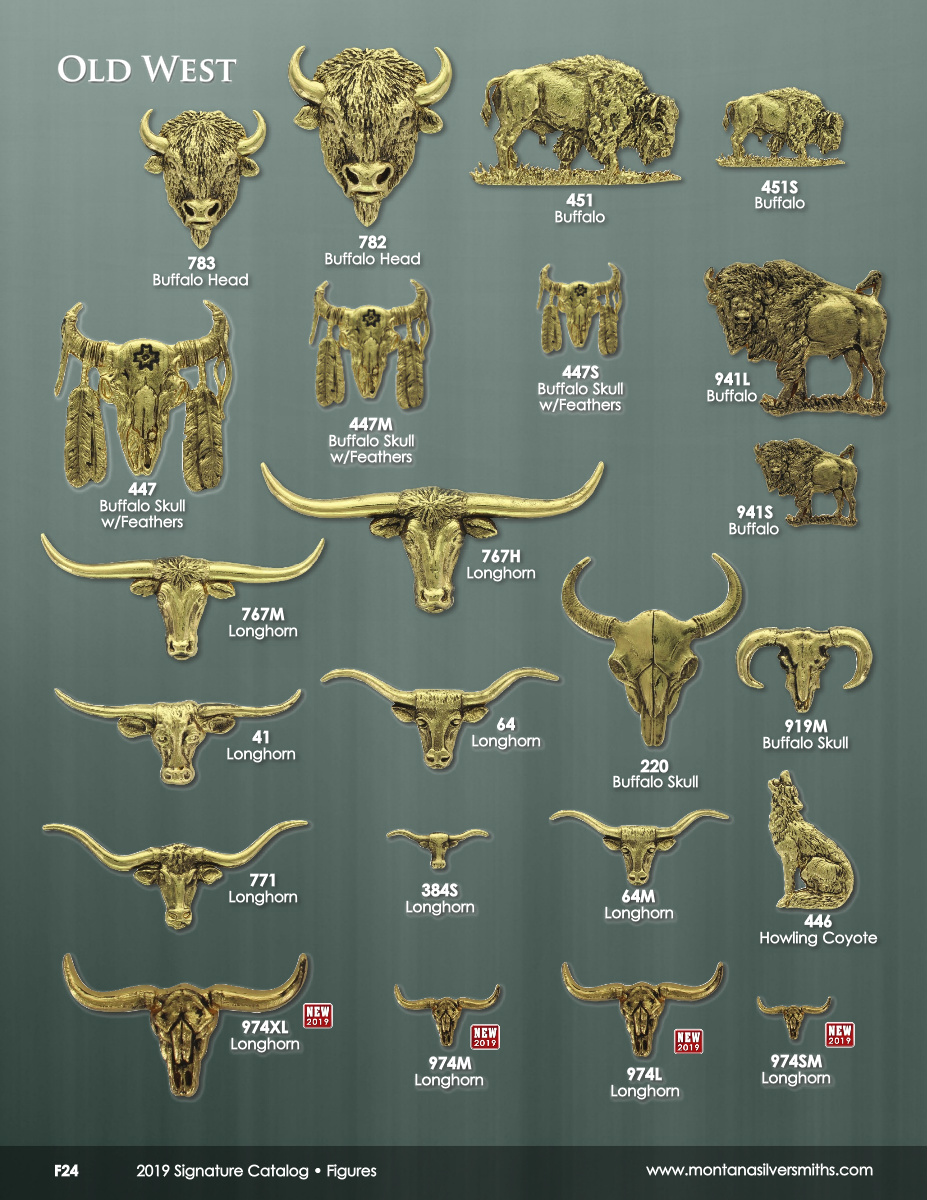 OLD WEST
783
Buffalo Head
782
Buffalo Head
451
Buffalo
451S
Buffalo
447
Buffalo Skull
w/Feathers
447M
Buffalo Skull
w/Feathers
447S
Buffalo Skull
w/Feathers
941L
Buffalo
941S
Buffalo
767H
Longhorn
767M
Longhorn
41
Longhorn
64
Longhorn
220
Buffalo Skull
919M
Buffalo Skull
771
Longhorn
384S
Longhorn
64M
Longhorn
446
Howling Coyote
974XL
Longhorn
NEW
2019
974M
Longhorn
NEW
2019
974L
Longhorn
NEW
2019
974SM
Longhorn
NEW
2019
F24
2019 Signature Catalog • Figures
www.montanasilversmiths.com